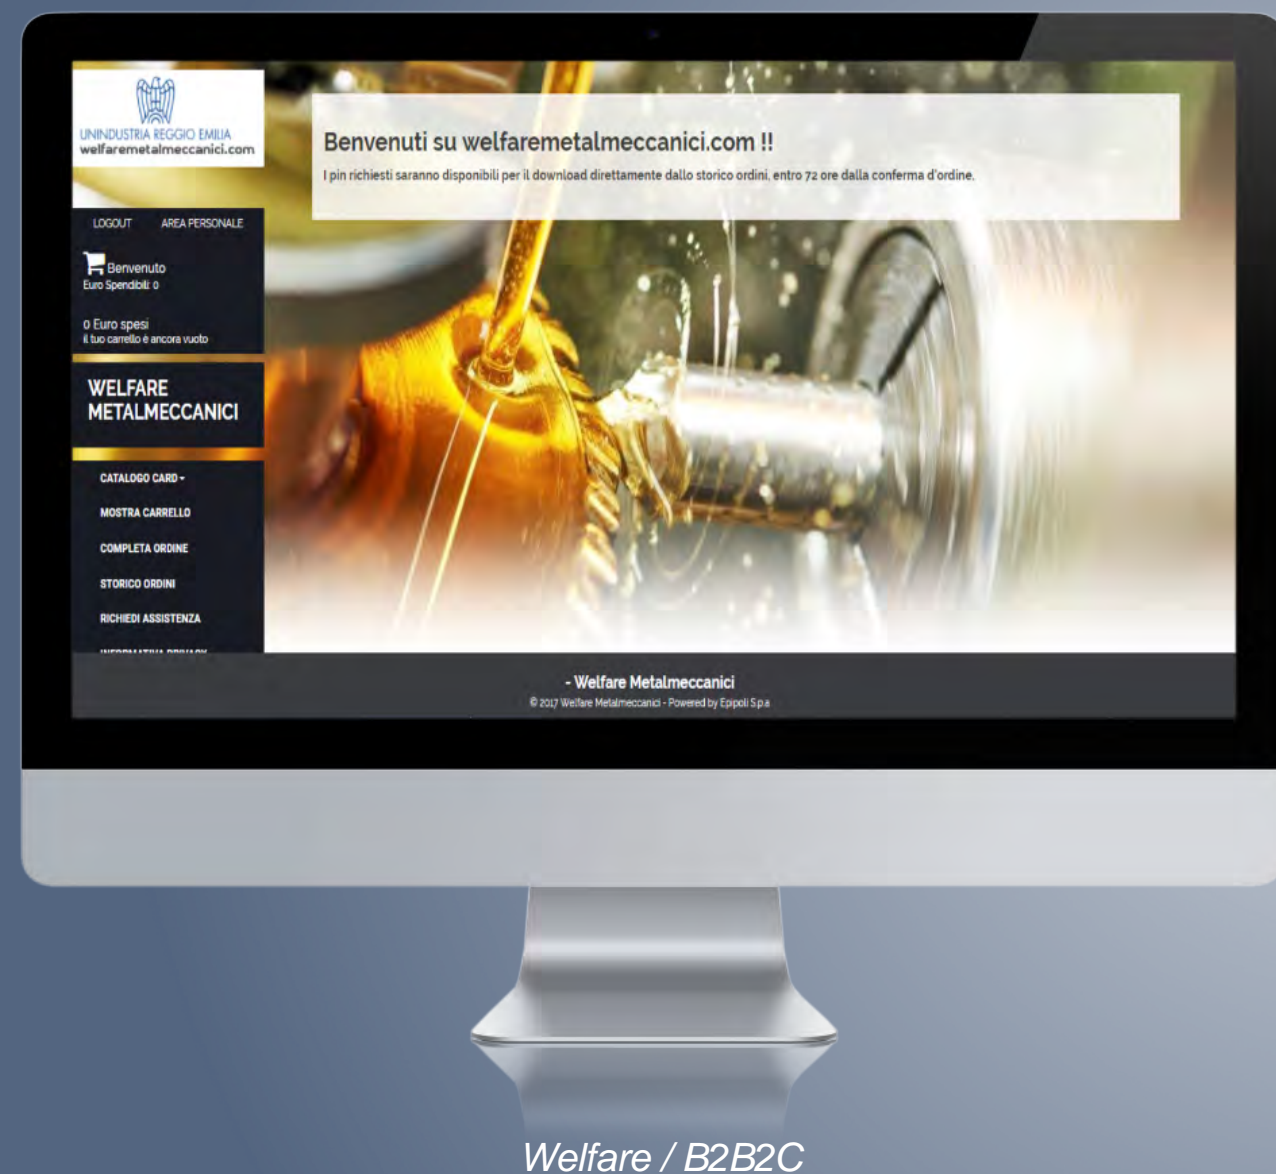 UNINDUSTRIA REGGIO EMILIA
welfaremetalmeccanici.com
Benvenuti su welfaremetalmeccanici.com !!
I pin richiesti saranno disponibili per il download direttamente dallo storico ordini, entro 72 ore dalla conferma d'ordine.
LOGOUT AREA PERSONALE
Benvenuto
Euro Spendibili: 0
0 Euro spesi
il tuo carrello è ancora vuoto
WELFARE
METALMECCANICI
CATALOGO CARD
MOSTRA CARRELLO
COMPLETA ORDINE
STORICO ORDINI
RICHIEDI ASSISTENZA
INFORMATIVA PRIVACY
- Welfare Metalmeccanici
© 2017 Welfare Metalmeccanici - Powered by Epipoli S.p.a
Welfare / B2B2C